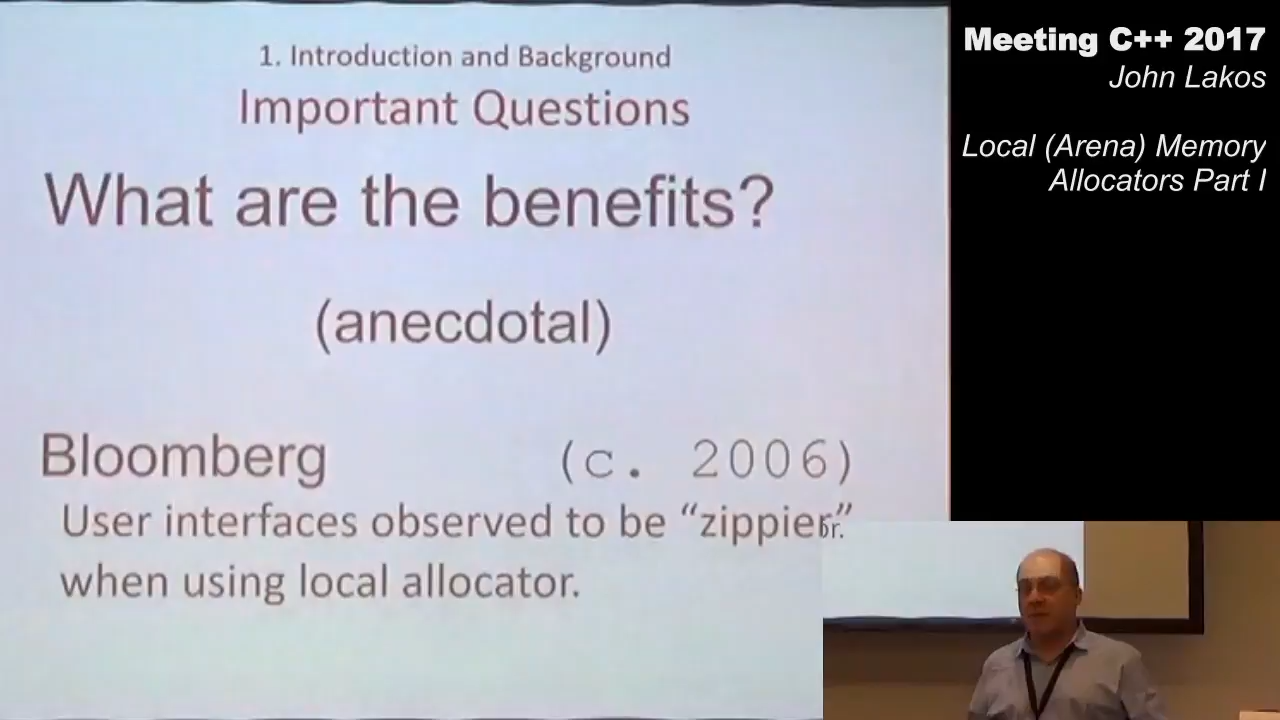 1. Introduction and Background
Important Questions
What are the benefits?
(anecdotal)
Bloomberg (c. 2006)
User interfaces observed to be “zippier”
when using local allocator.
or.
Meeting C++ 2017
John Lakos
Local (Arena) Memory
Allocators Part I